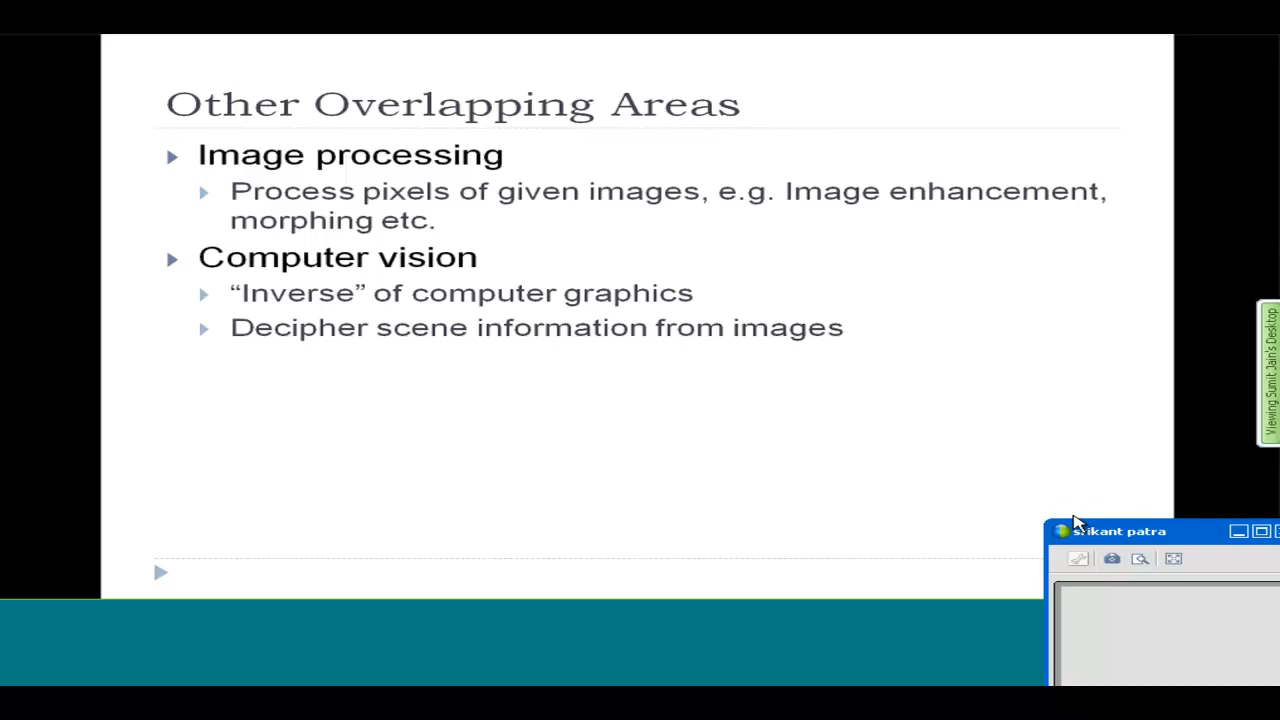 Other Overlapping Areas
Image processing
Process pixels of given images, e.g. Image enhancement,
morphing etc.
Computer vision
“Inverse” of computer graphics
Decipher scene information from images
Viewing Sumit Jain's Desktop
srikant patra